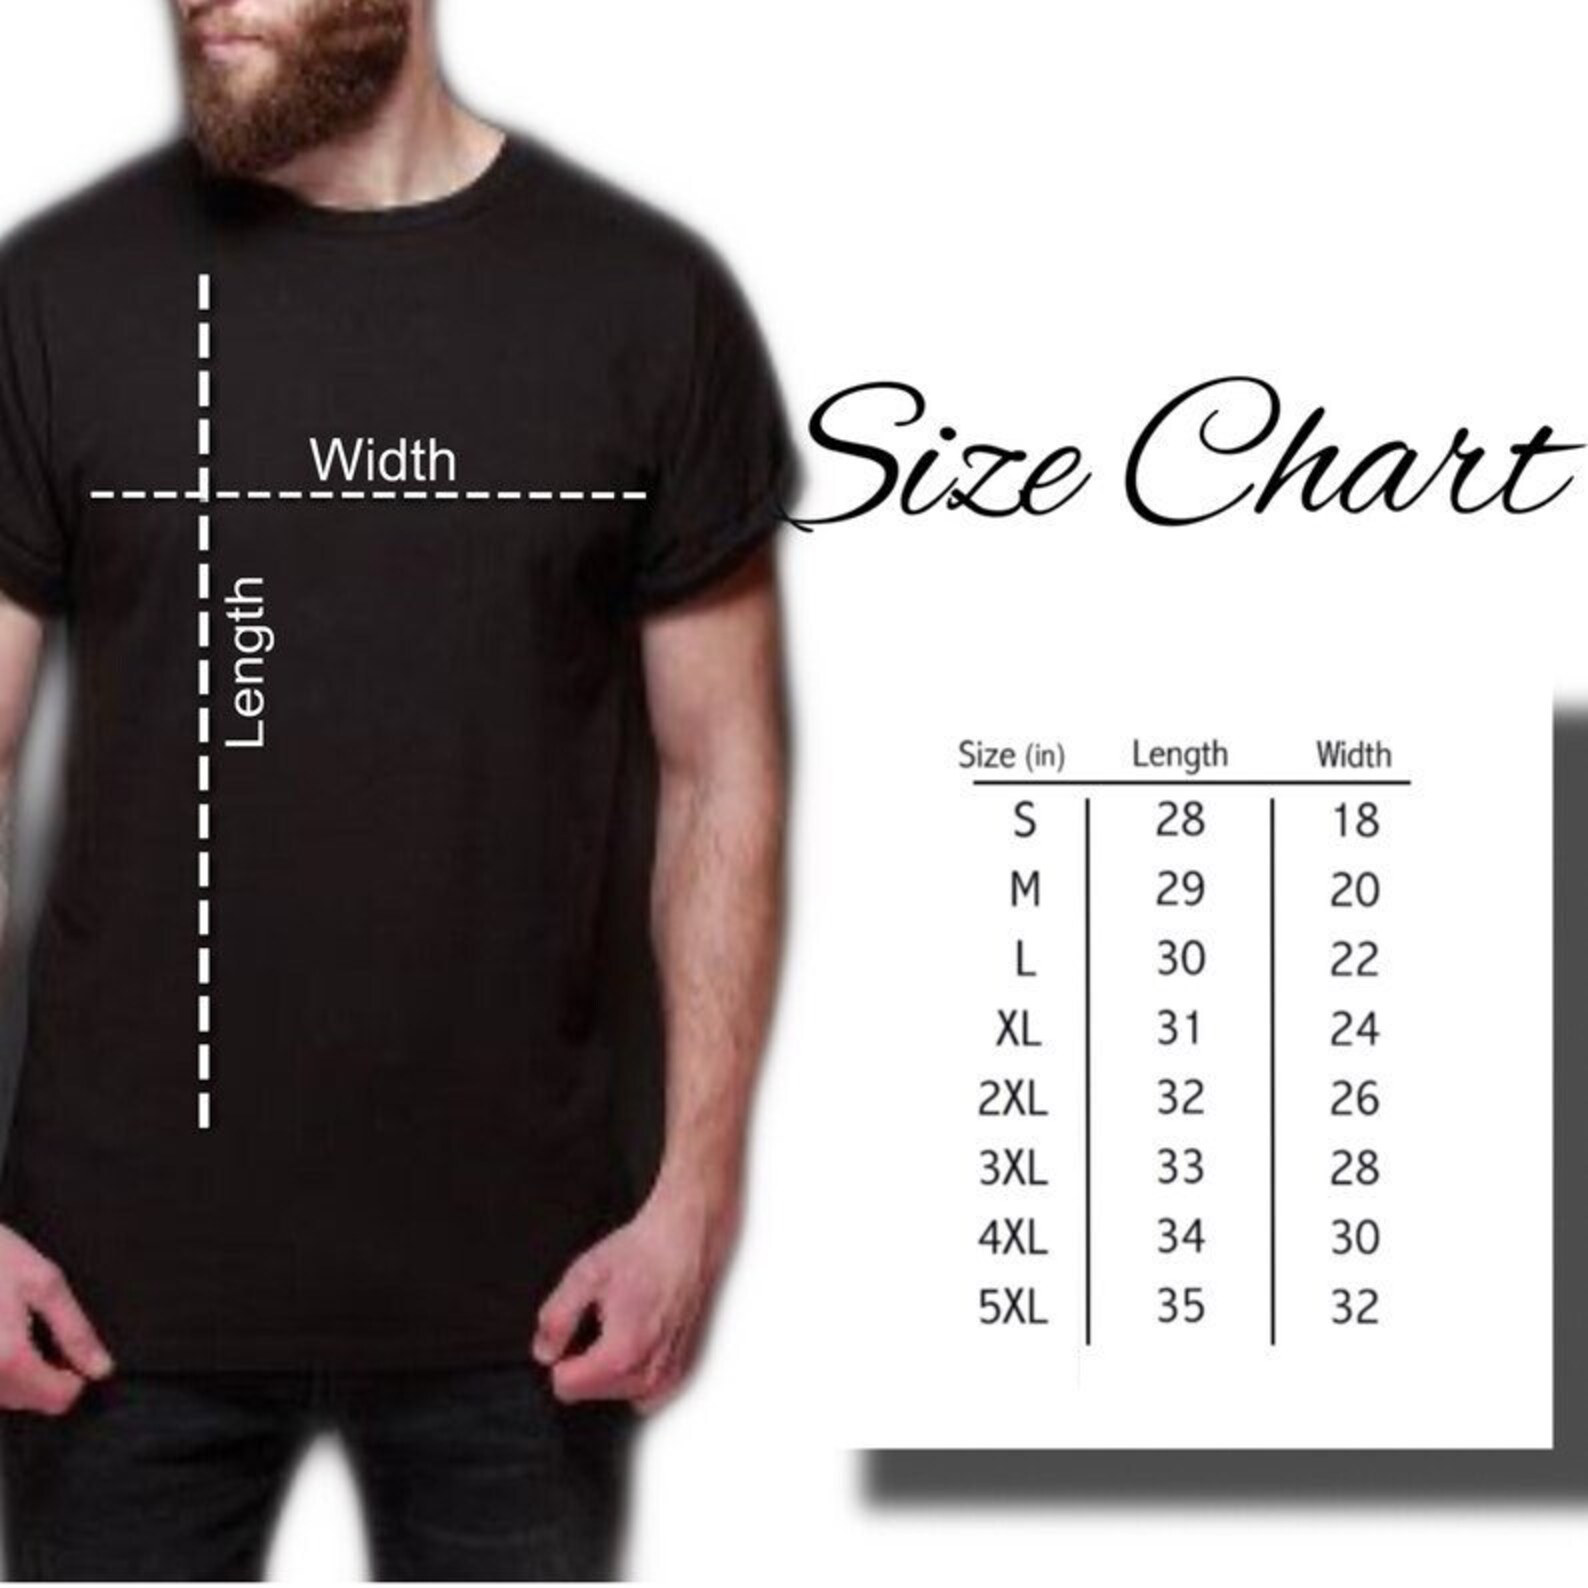 Width
Length
Size Chart
Size (in) Length Width
S 28 18
M 29 20
L 30 22
XL 31 24
2XL 32 26
3XL 33 28
4XL 34 30
5XL 35 32